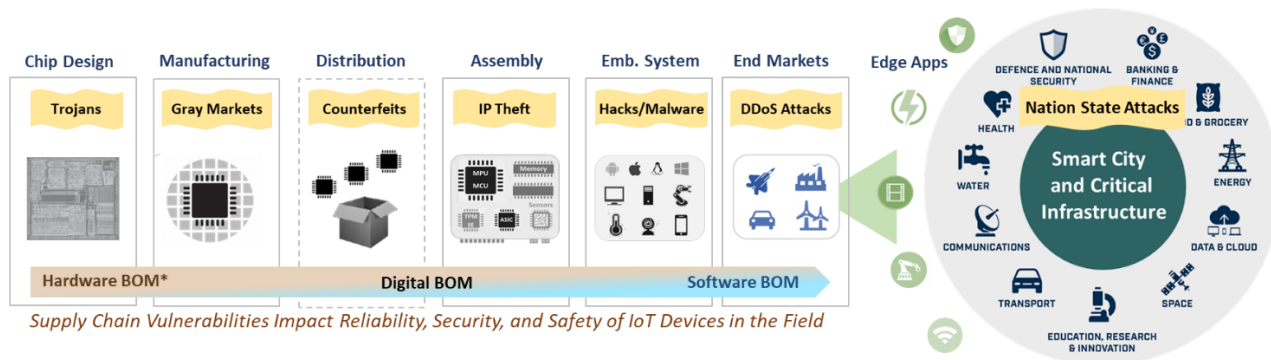 Chip Design
Manufacturing
Distribution
Assembly
Emb. System
End Markets
Edge Apps
Trojans
Gray Markets
Counterfeits
IP Theft
Hacks/Malware
DDoS Attacks
MPU
MCU
Memory
Sensors
TPM
ASIC
Hardware BOM*
Digital BOM
Software BOM
Supply Chain Vulnerabilities Impact Reliability, Security, and Safety of IoT Devices in the Field
DEFENCE AND NATIONAL
SECURITY
BANKING &
FINANCE
Nation State Attacks
& GROCERY
HEALTH
Smart City
and Critical
Infrastructure
WATER
ENERGY
COMMUNICATIONS
DATA & CLOUD
TRANSPORT
SPACE
EDUCATION, RESEARCH
& INNOVATION